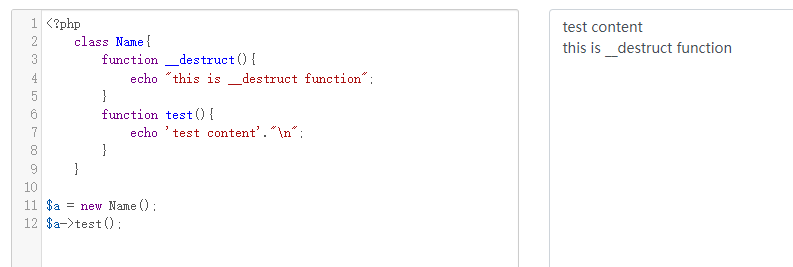 1 <?php
2 class Name{
3 function __destruct(){
4 echo "this is __destruct function";
5 }
6 function test(){
7 echo 'test content'."\n";
8 }
9 }
10
11 $a = new Name();
12 $a->test();
test content
this is __destruct function